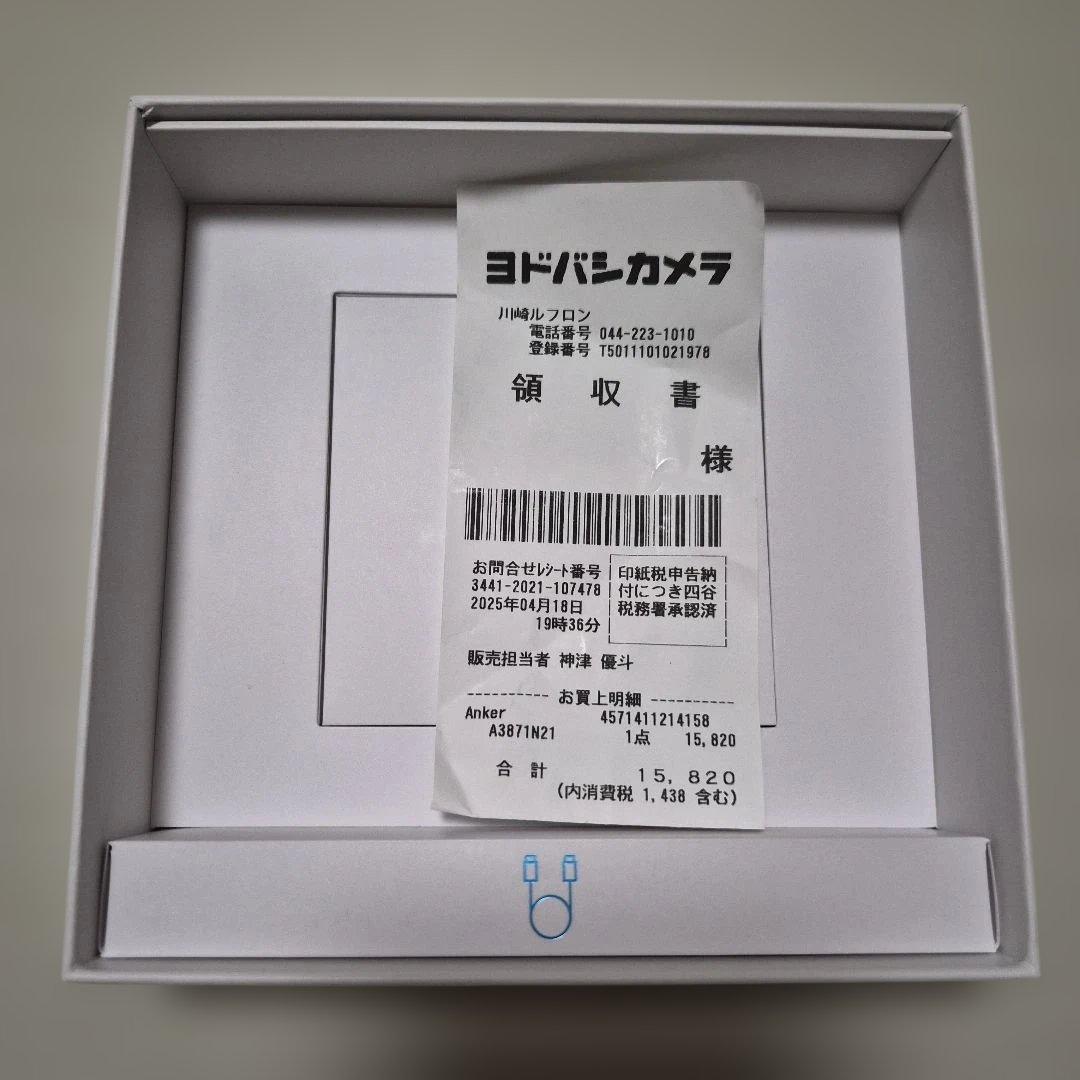 ヨドバシカメラ
川崎ルフロン
電話番号 044-223-1010
登録番号 T5011101021978
領 収 書
様
お問合せﾚｼｰﾄ番号
3441-2021-107478
2025年04月18日
19時36分
印紙税申告納
付につき四谷
税務署承認済
販売担当者 神津 優斗
---------- お買上明細 ----------
Anker 4571411214158
A3871N21 1点 15,820
合 計 15,820
(内消費税 1,438 含む)